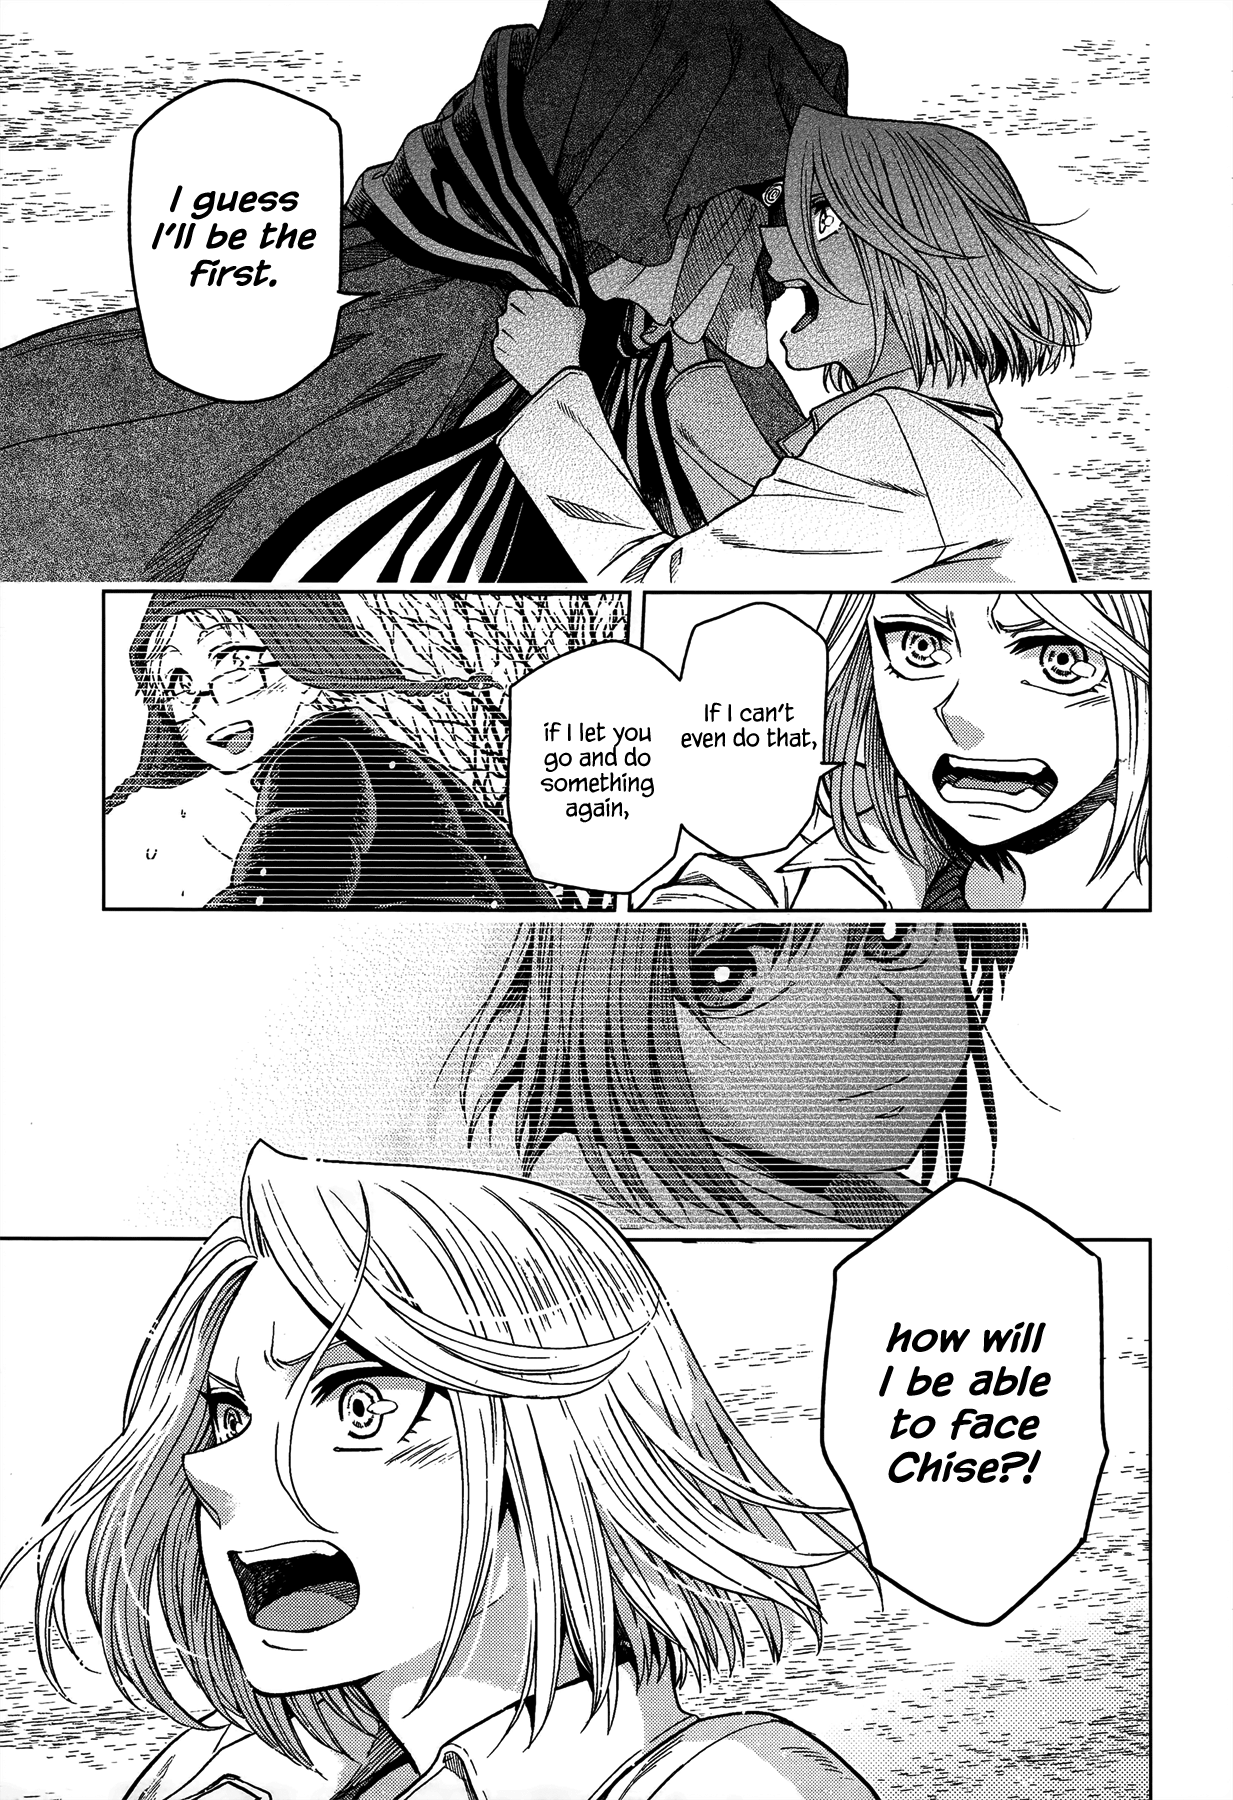 I guess
I'll be the
first.
If I can't
even do that,
if I let you
go and do
something
again,
how will
I be able
to face
Chise?!